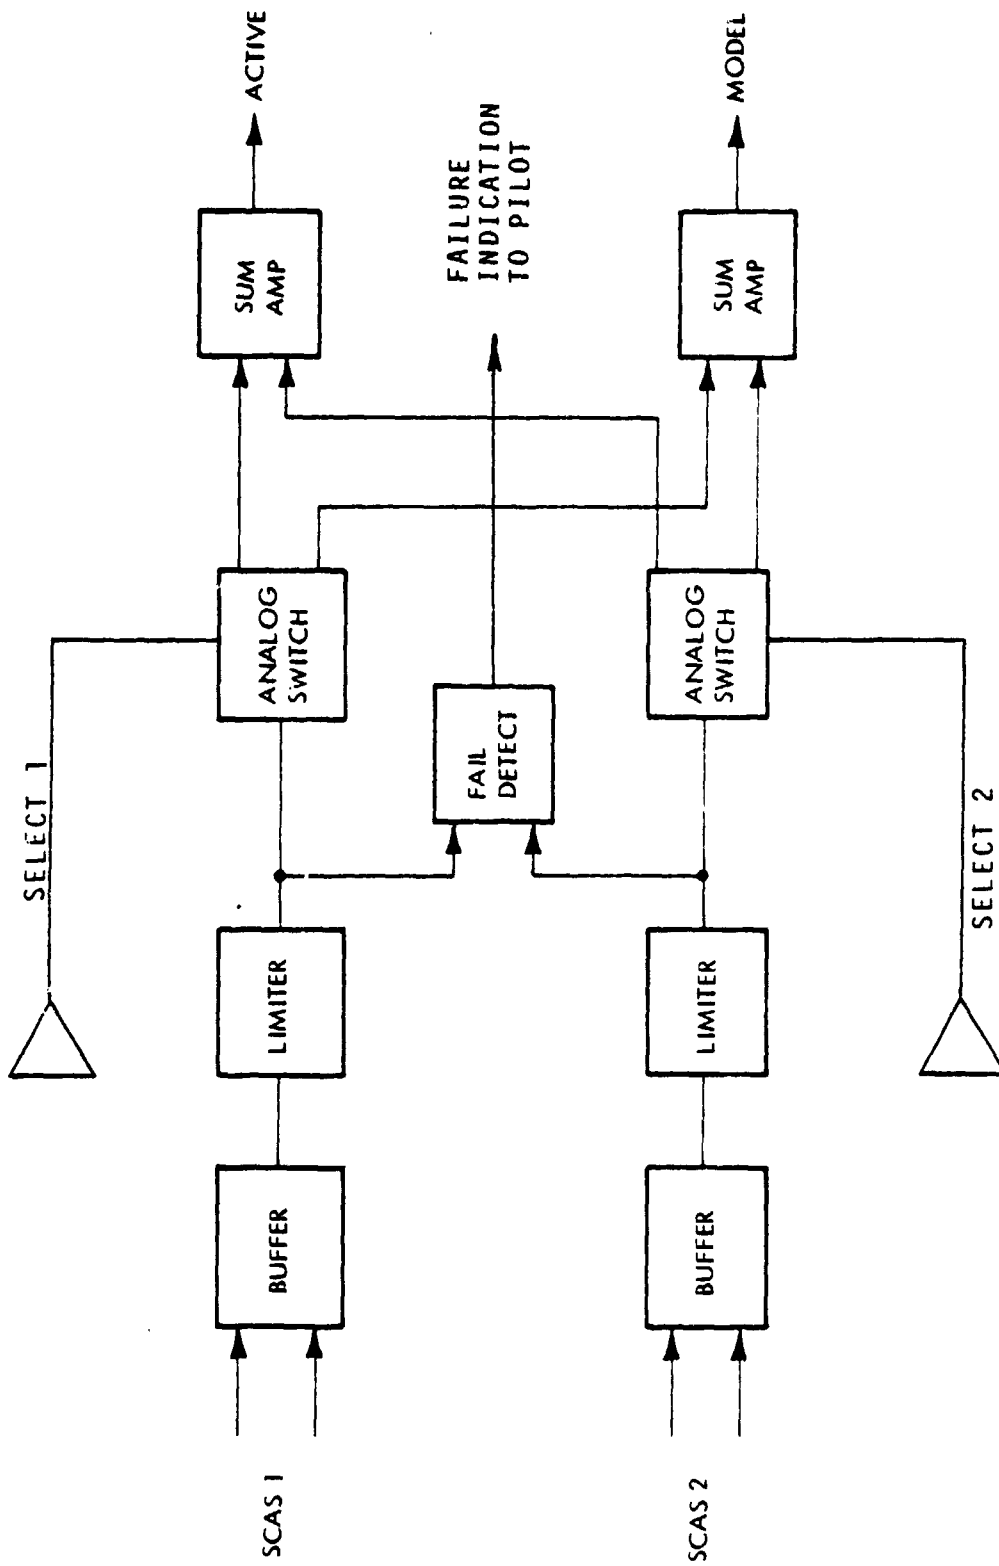 SELECT 1
SCAS 1
BUFFER
LIMITER
ANALOG
SWITCH
SUM
AMP
ACTIVE
FAIL
DETECT
FAILURE
INDICATION
TO PILOT
SCAS 2
BUFFER
LIMITER
ANALOG
SWITCH
SUM
AMP
MODEL
SELECT 2